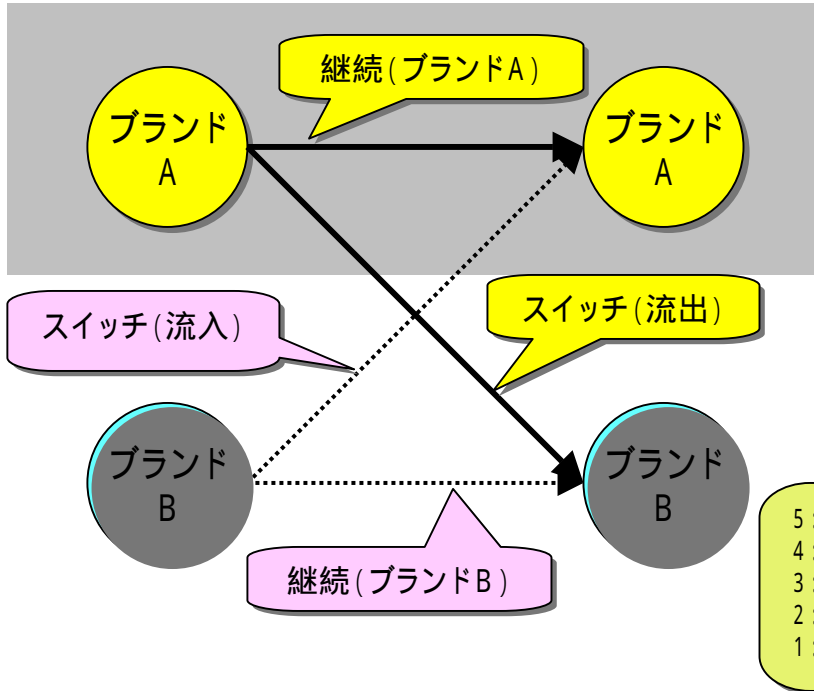 継続(ブランドA)
ブランド
A
ブランド
A
スイッチ(流入)
スイッチ(流出)
ブランド
B
ブランド
B
継続(ブランドB)
5:
4:
3:
2:
1: